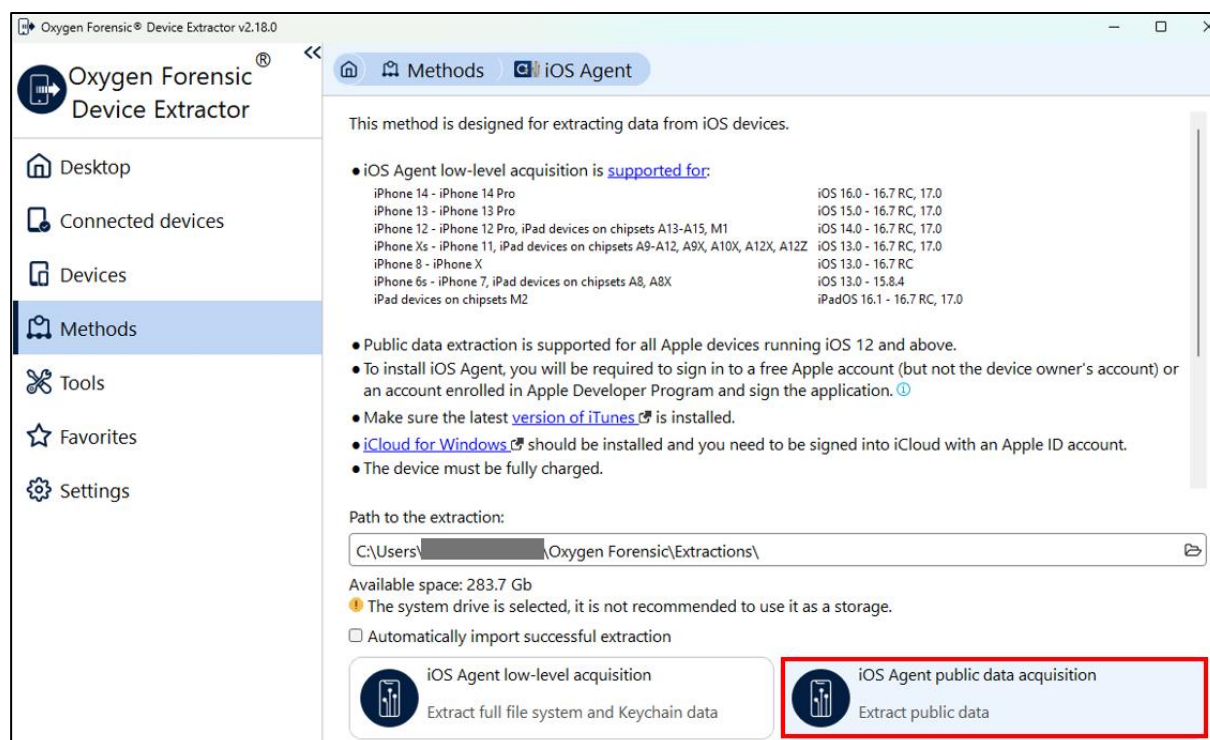 Oxygen Forensic® Device Extractor v2.18.0
Oxygen Forensic®
Device Extractor
Desktop
Connected devices
Devices
Methods
Tools
Favorites
Settings
Methods iOS Agent
This method is designed for extracting data from iOS devices.
● iOS Agent low-level acquisition is supported for:
iPhone 14 - iPhone 14 Pro iOS 16.0 - 16.7 RC, 17.0
iPhone 13 - iPhone 13 Pro iOS 15.0 - 16.7 RC, 17.0
iPhone 12 - iPhone 12 Pro, iPad devices on chipsets A13-A15, M1 iOS 14.0 - 16.7 RC, 17.0
iPhone Xs - iPhone 11, iPad devices on chipsets A9-A12, A9X, A10X, A12X, A12Z iOS 13.0 - 16.7 RC, 17.0
iPhone 8 - iPhone X iOS 13.0 - 16.7 RC
iPhone 6s - iPhone 7, iPad devices on chipsets A8, A8X iOS 13.0 - 15.8.4
iPad devices on chipsets M2 iPadOS 16.1 - 16.7 RC, 17.0
● Public data extraction is supported for all Apple devices running iOS 12 and above.
● To install iOS Agent, you will be required to sign in to a free Apple account (but not the device owner's account) or
an account enrolled in Apple Developer Program and sign the application.
● Make sure the latest version of iTunes is installed.
● iCloud for Windows should be installed and you need to be signed into iCloud with an Apple ID account.
● The device must be fully charged.
Path to the extraction:
C:\Users\ \Oxygen Forensic\Extractions\
Available space: 283.7 Gb
The system drive is selected, it is not recommended to use it as a storage.
Automatically import successful extraction
iOS Agent low-level acquisition
Extract full file system and Keychain data
iOS Agent public data acquisition
Extract public data